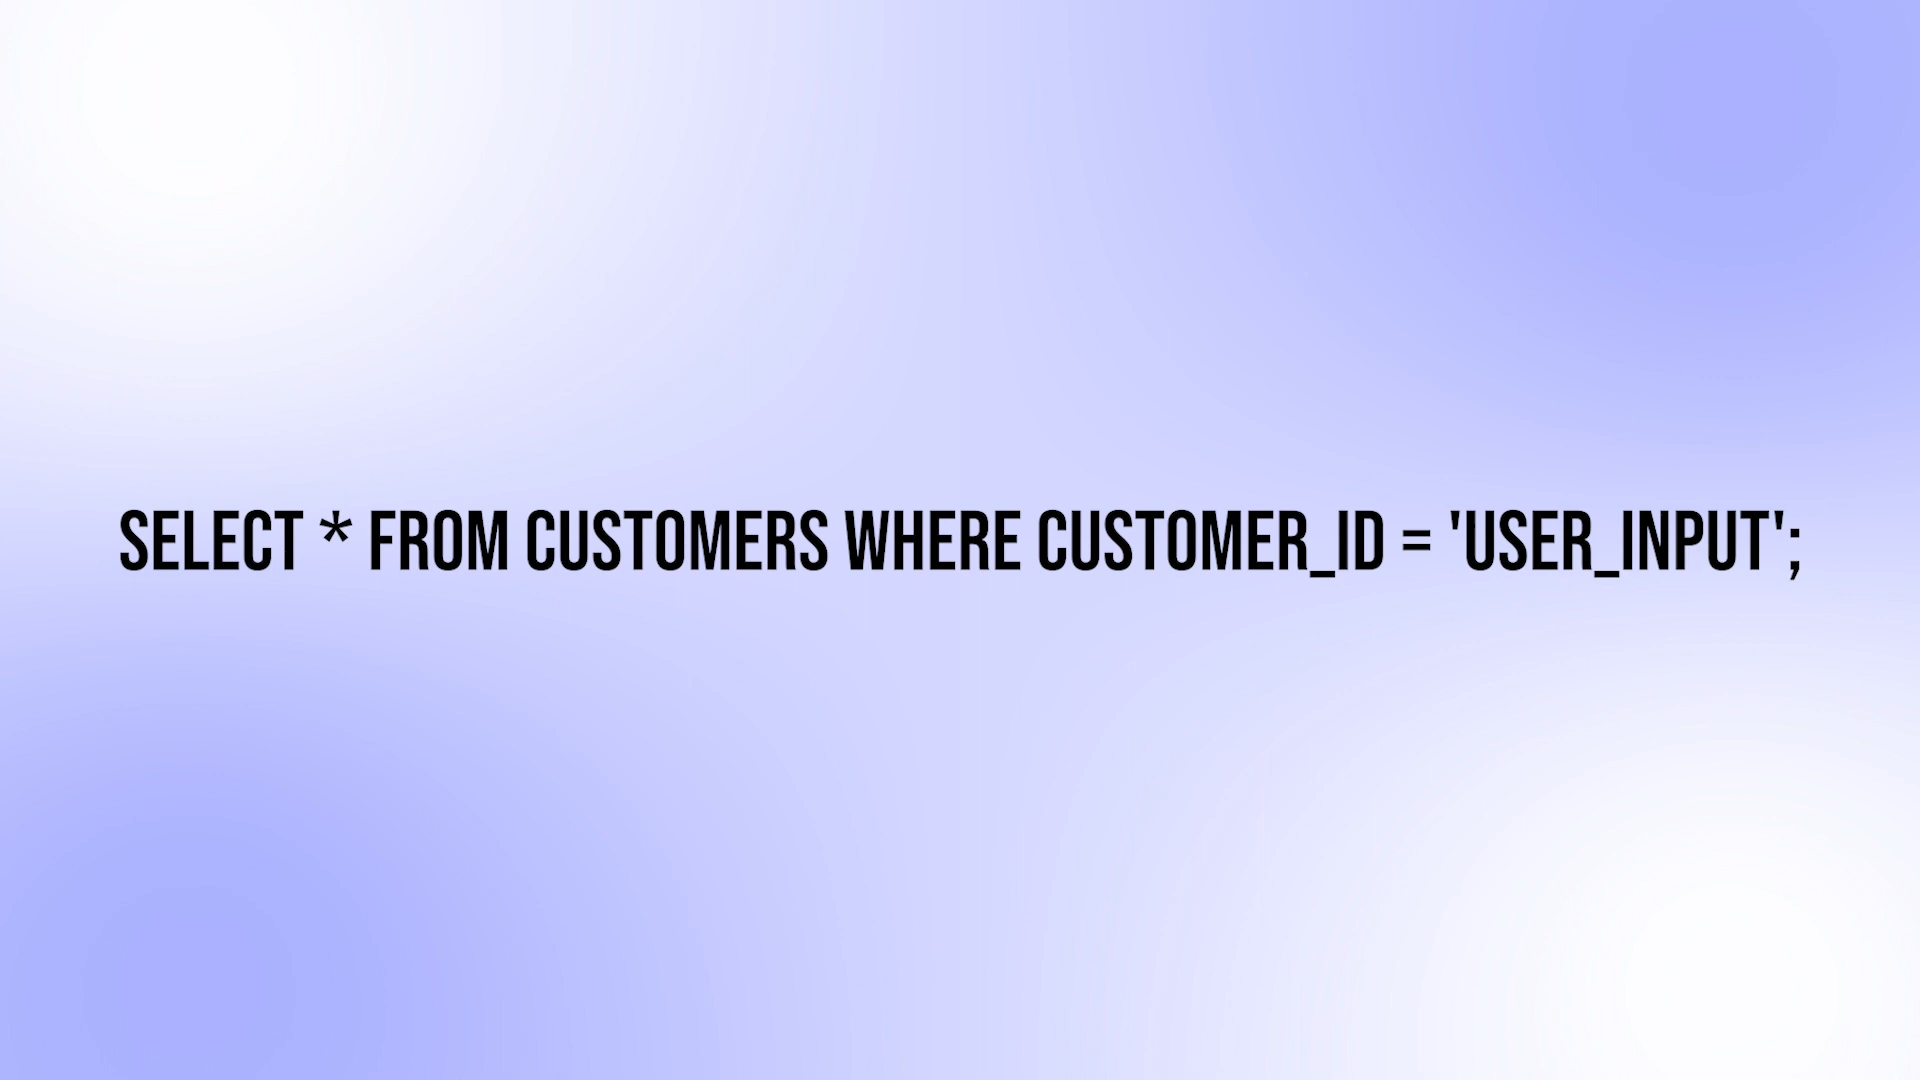 SELECT * FROM CUSTOMERS WHERE CUSTOMER_ID = 'USER_INPUT';